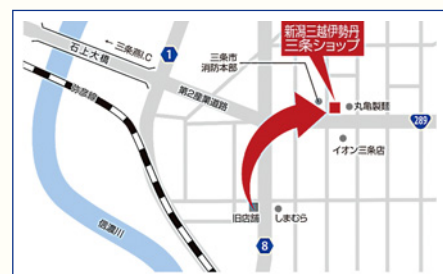 新潟三越伊勢丹
三条ショップ
← 三条燕I.C
石上大橋
1
三条市
消防本部
丸亀製麺
第2産業道路
289
弥彦線
イオン三条店
旧店舗
しまむら
信濃川
8